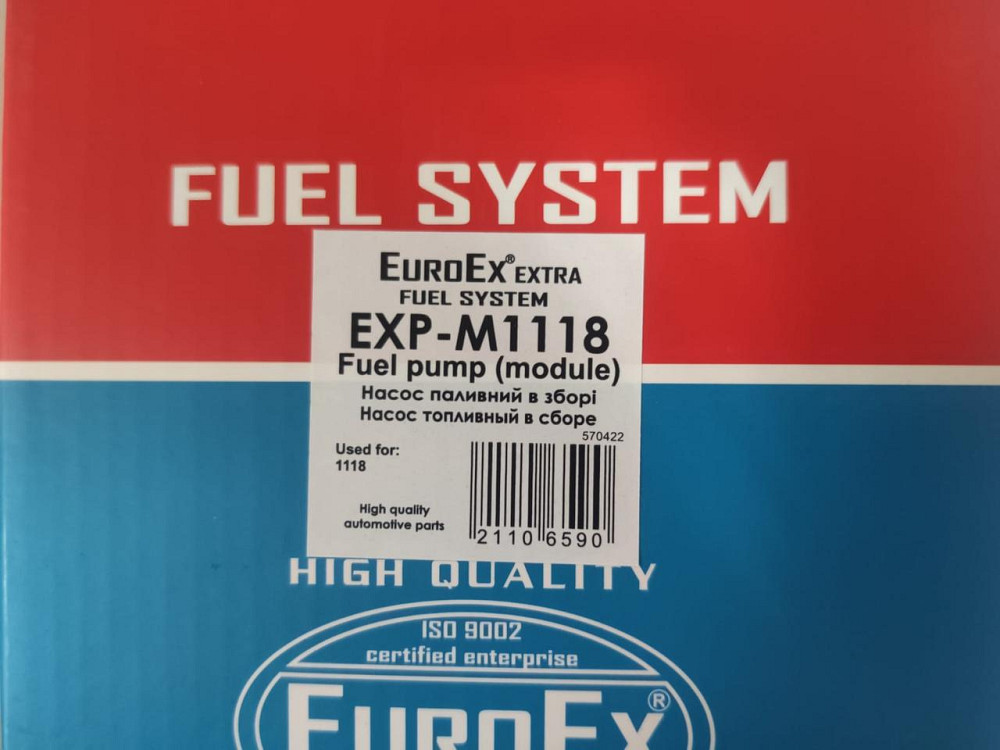 FUEL SYSTEM
EUROEX® EXTRA
FUEL SYSTEM
EXP-M1118
Fuel pump (module)
Насос паливний в зборі
Насос топливный в сборе
570422
Used for:
1118
High quality
automotive parts
2110 6590
HIGH QUALITY
ISO 9002
certified enterprise
EUROEX®